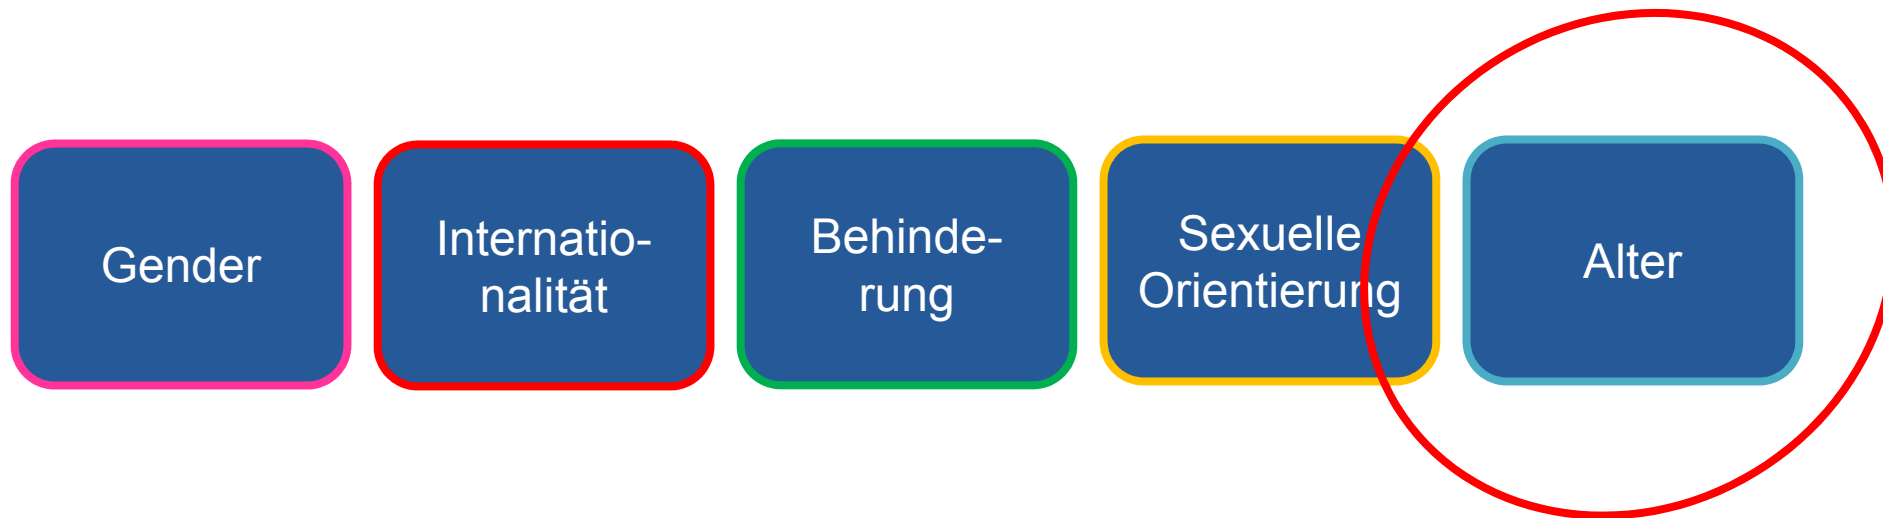 Gender
Internatio-
nalität
Behinde-
rung
Sexuelle
Orientierung
Alter